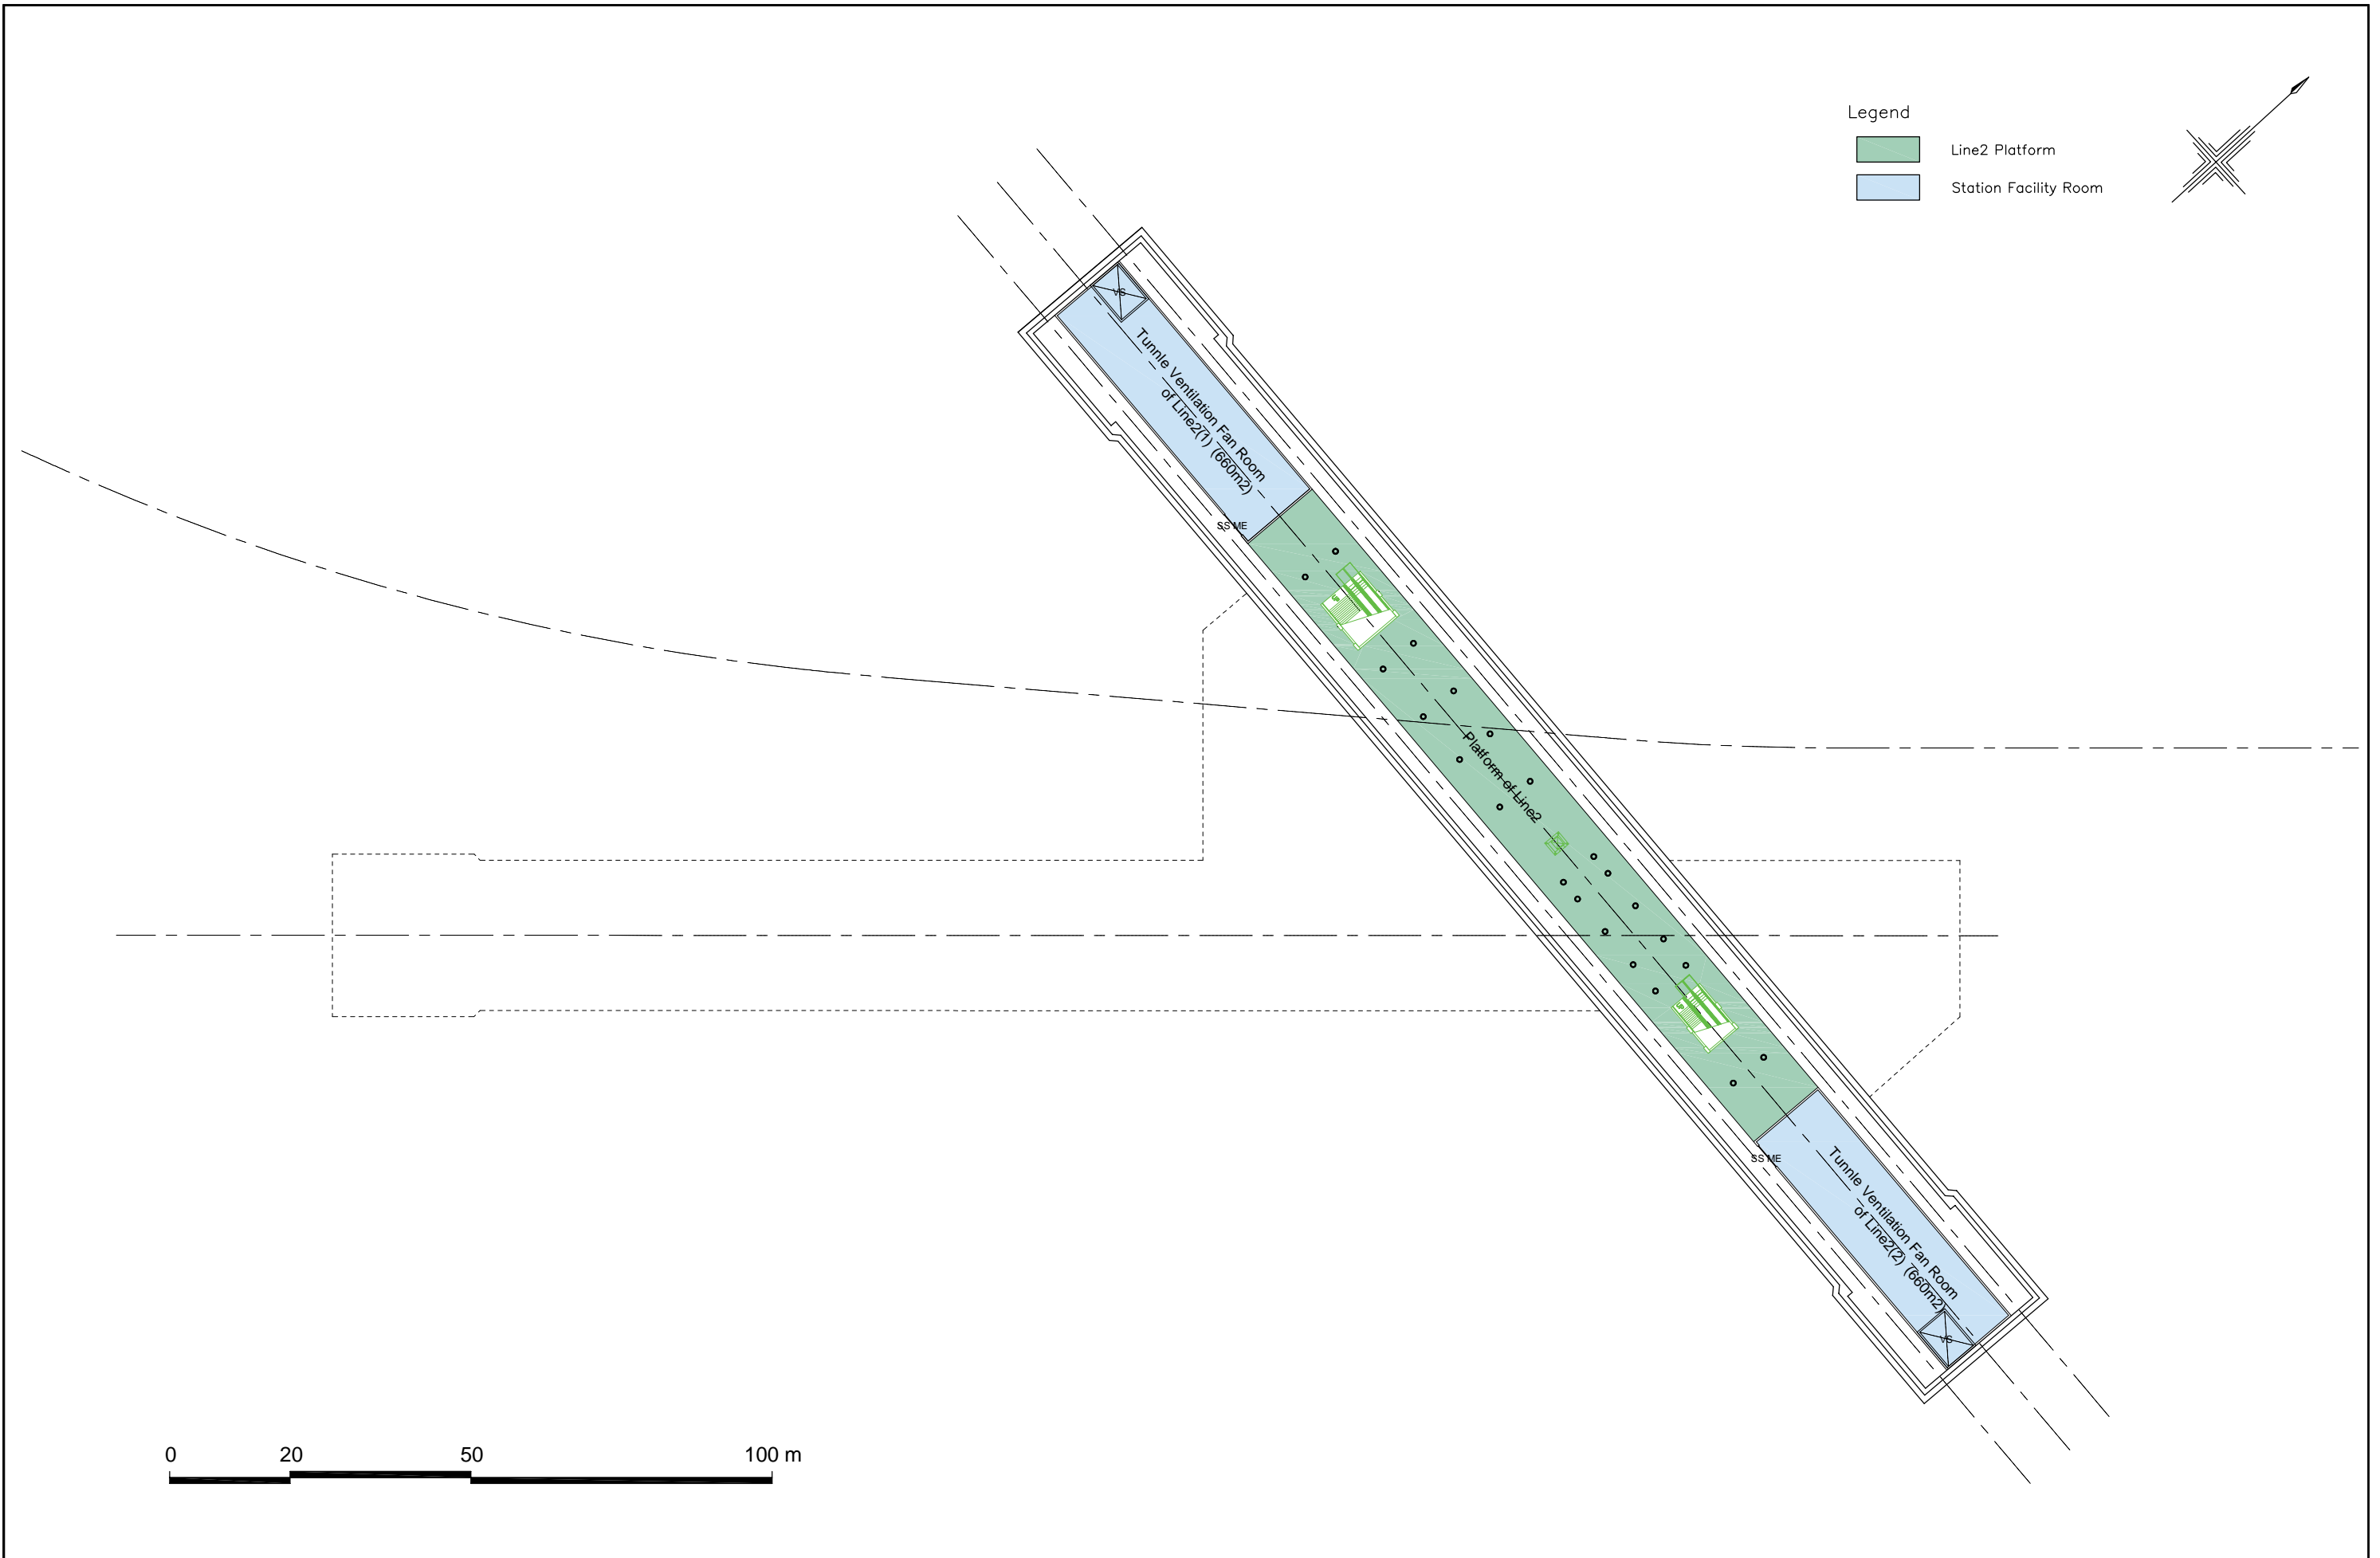 Legend
Line2 Platform
Station Facility Room
VS
Tunnle Ventilation Fan Room
of Line2(1) (660m2)
SS ME
Platform of Line2
SS ME
Tunnle Ventilation Fan Room
of Line2(2) (660m2)
VS
0 20 50 100 m